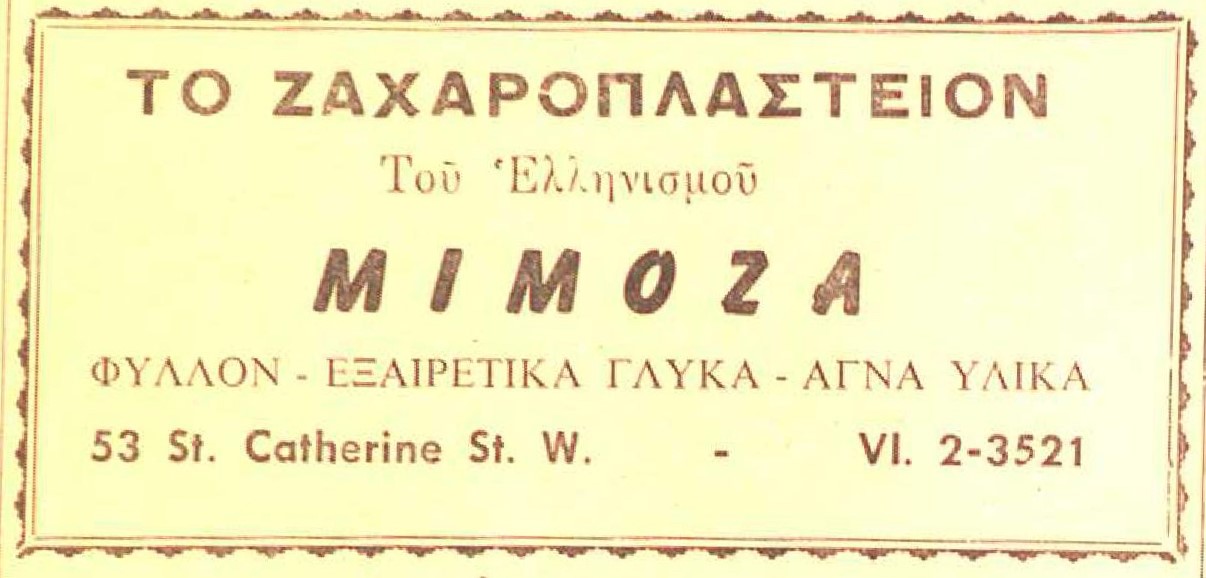 ΤΟ ΖΑΧΑΡΟΠΛΑΣΤΕΙΟΝ
Τοῦ Ἑλληνισμοῦ
ΜΙΜΟΖΑ
ΦΥΛΛΟΝ - ΕΞΑΙΡΕΤΙΚΑ ΓΛΥΚΑ - ΑΓΝΑ ΥΛΙΚΑ
53 St. Catherine St. W. - VI. 2-3521